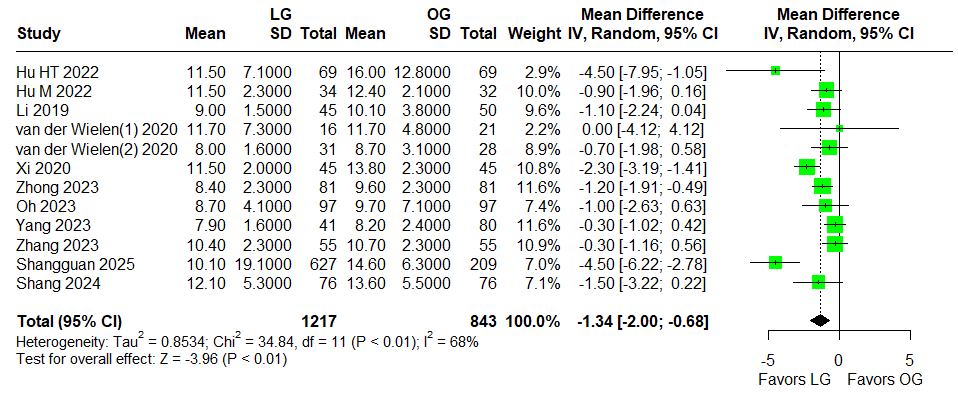 LG OG Mean Difference Mean Difference
Study Mean SD Total Mean SD Total Weight IV, Random, 95% CI IV, Random, 95% CI
Hu HT 2022 11.50 7.1000 69 16.00 12.8000 69 2.9% -4.50 [-7.95; -1.05]
Hu M 2022 11.50 2.3000 34 12.40 2.1000 32 10.0% -0.90 [-1.96; 0.16]
Li 2019 9.00 1.5000 45 10.10 3.8000 50 9.6% -1.10 [-2.24; 0.04]
van der Wielen(1) 2020 11.70 7.3000 16 11.70 4.8000 21 2.2% 0.00 [-4.12; 4.12]
van der Wielen(2) 2020 8.00 1.6000 31 8.70 3.1000 28 8.9% -0.70 [-1.98; 0.58]
Xi 2020 11.50 2.0000 45 13.80 2.3000 45 10.9% -2.30 [-3.19; -1.41]
Zhong 2023 8.40 2.3000 81 9.60 2.3000 81 11.6% -1.20 [-1.91; -0.49]
Oh 2023 8.70 4.1000 97 9.70 7.1000 97 7.4% -1.00 [-2.63; 0.63]
Yang 2023 7.90 1.6000 41 8.20 2.4000 80 11.6% -0.30 [-1.02; 0.42]
Zhang 2023 10.40 2.3000 55 10.70 2.3000 55 10.9% -0.30 [-1.16; 0.56]
Shangguan 2025 10.10 19.1000 627 14.60 6.3000 209 7.0% -4.50 [-6.22; -2.78]
Shang 2024 12.10 5.3000 76 13.60 5.5000 76 7.1% -1.50 [-3.22; 0.22]
Total (95% CI) 1217 843 100.0% -1.34 [-2.00; -0.68]
Heterogeneity: Tau² = 0.8534; Chi² = 34.84, df = 11 (P < 0.01); I² = 68%
Test for overall effect: Z = -3.96 (P < 0.01)
-5 0 5
Favors LG Favors OG